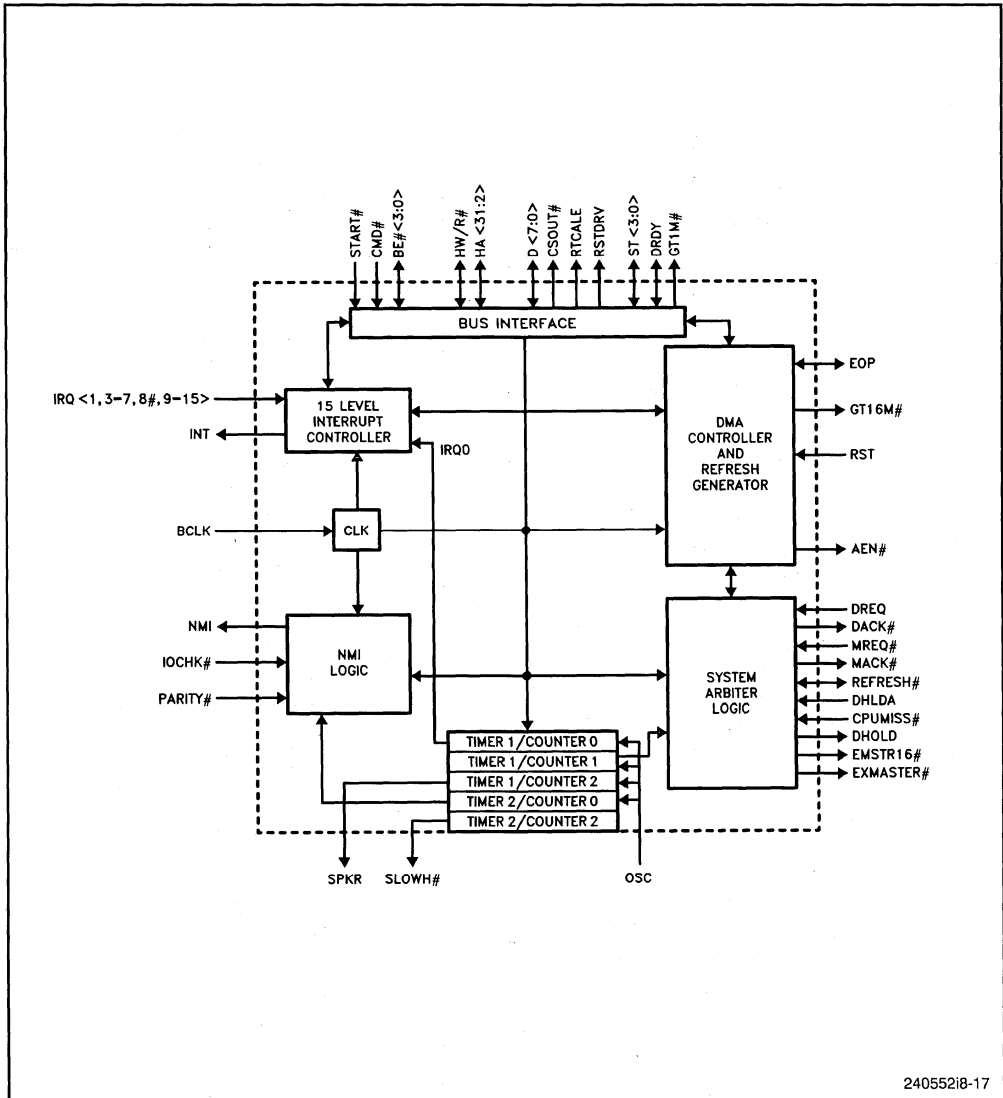 START#
CMD#
BE#<3:0>
HW/R#
HA <31:2>
D <7:0>
CSOUT#
RTCALE
RSTDRV
ST <3:0>
DRDY
GT1M#
BUS INTERFACE
IRQ <1,3-7,8#,9-15>
INT
15 LEVEL
INTERRUPT
CONTROLLER
IRQ0
DMA
CONTROLLER
AND
REFRESH
GENERATOR
EOP
GT16M#
RST
AEN#
BCLK
CLK
NMI
IOCHK#
PARITY#
NMI
LOGIC
SYSTEM
ARBITER
LOGIC
DREQ
DACK#
MREQ#
MACK#
REFRESH#
DHLDA
CPUMISS#
DHOLD
EMSTR16#
EXMASTER#
TIMER 1/COUNTER 0
TIMER 1/COUNTER 1
TIMER 1/COUNTER 2
TIMER 2/COUNTER 0
TIMER 2/COUNTER 2
SPKR
SLOWH#
OSC
240552i8-17